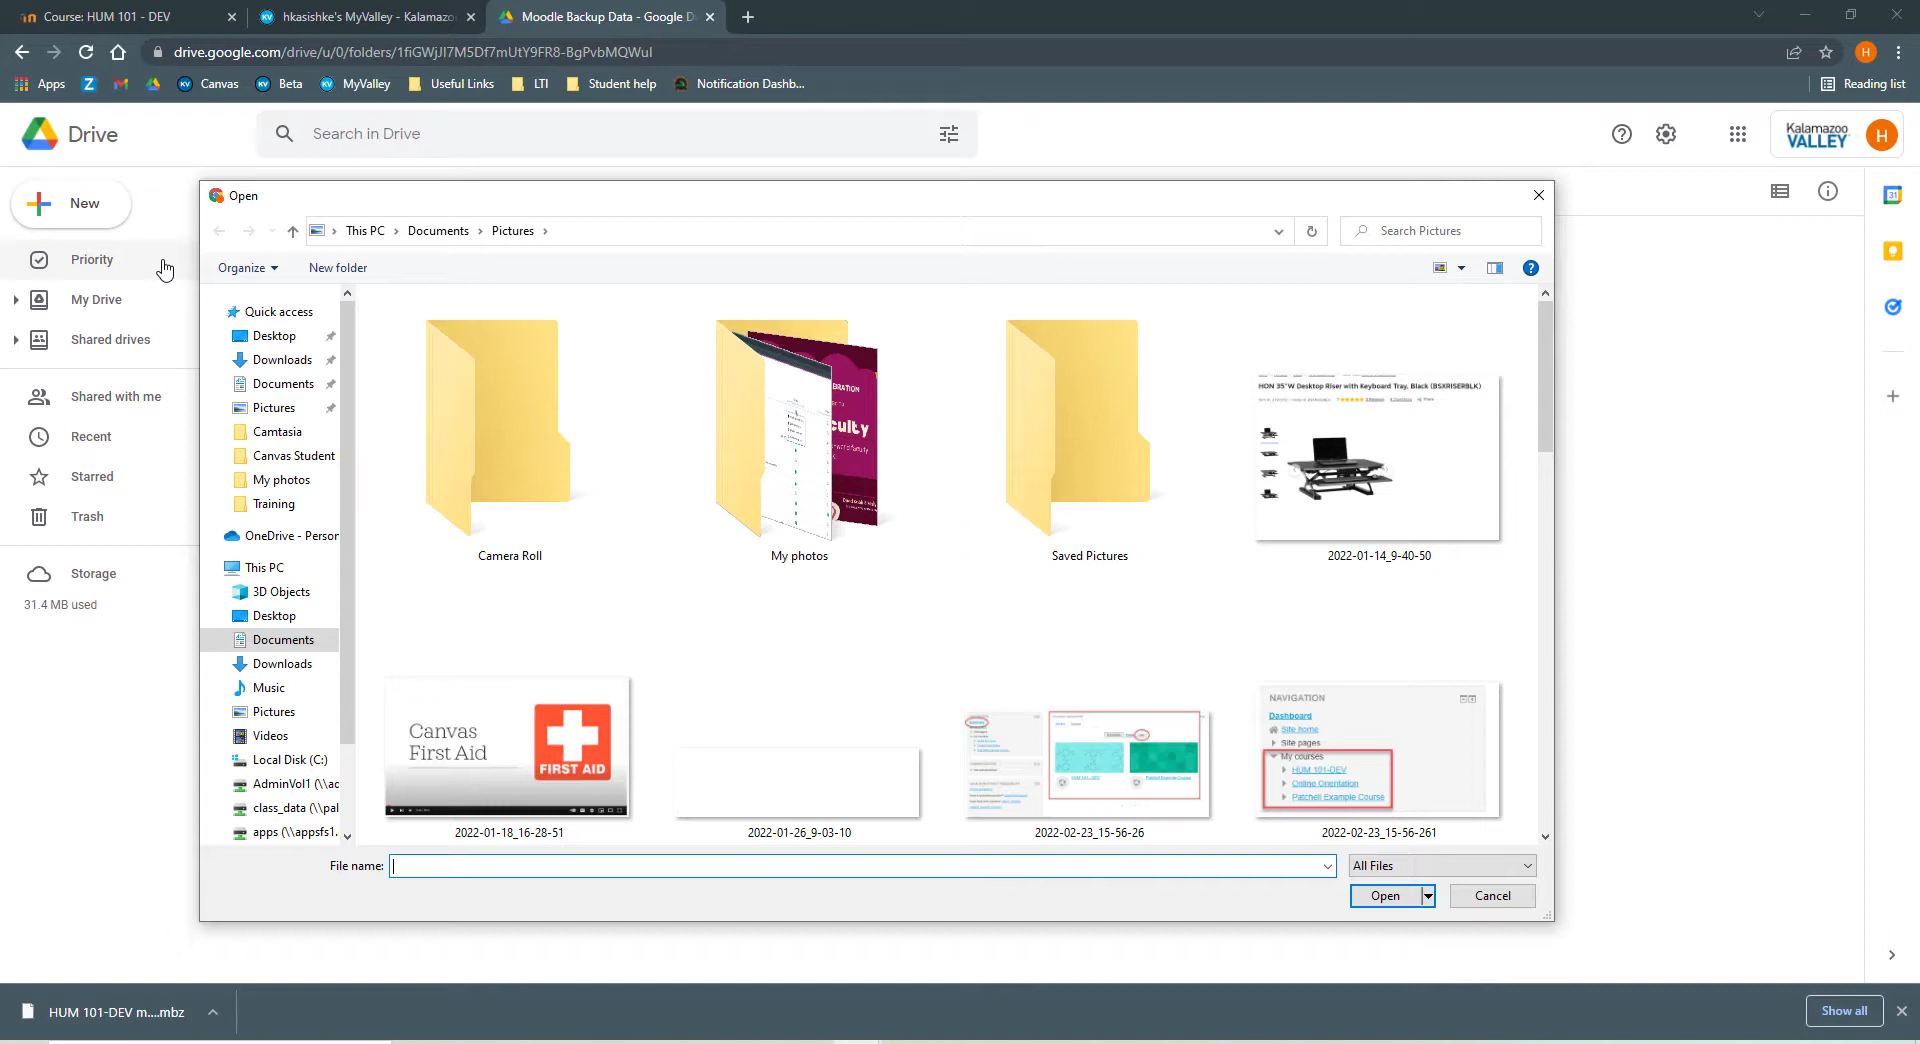 Course: HUM 101 - DEV
hkasishke's MyValley - Kalamazo
Moodle Backup Data - Google D
drive.google.com/drive/u/0/folders/1fiGWjJI7M5Df7mUtY9FR8-BgPvbMQWuI
H
Apps
Z
KV
Canvas
KV
Beta
KV
MyValley
Useful Links
LTI
Student help
Notification Dashb...
Reading list
Drive
Search in Drive
Kalamazoo
VALLEY
H
New
Priority
My Drive
Shared drives
Shared with me
Recent
Starred
Trash
Storage
31.4 MB used
Open
This PC
Documents
Pictures
Search Pictures
Organize
New folder
Quick access
Desktop
Downloads
Documents
Pictures
Camtasia
Canvas Student
My photos
Training
OneDrive - Person
This PC
3D Objects
Desktop
Documents
Downloads
Music
Pictures
Videos
Local Disk (C:)
AdminVol1 (\\ac
class_data (\\pal
apps (\\appsfs1.
Camera Roll
BRATION
culty
My photos
Saved Pictures
HON 35"W Desktop Riser with Keyboard Tray, Black (BSXRISERBLK)
2022-01-14_9-40-50
Canvas
First Aid
FIRST AID
2022-01-18_16-28-51
2022-01-26_9-03-10
2022-02-23_15-56-26
NAVIGATION
Dashboard
Site home
Site pages
My courses
HUM 101-DEV
Online Orientation
Patchell Example Course
2022-02-23_15-56-261
File name:
All Files
Open
Cancel
31
HUM 101-DEV m....mbz
Show all